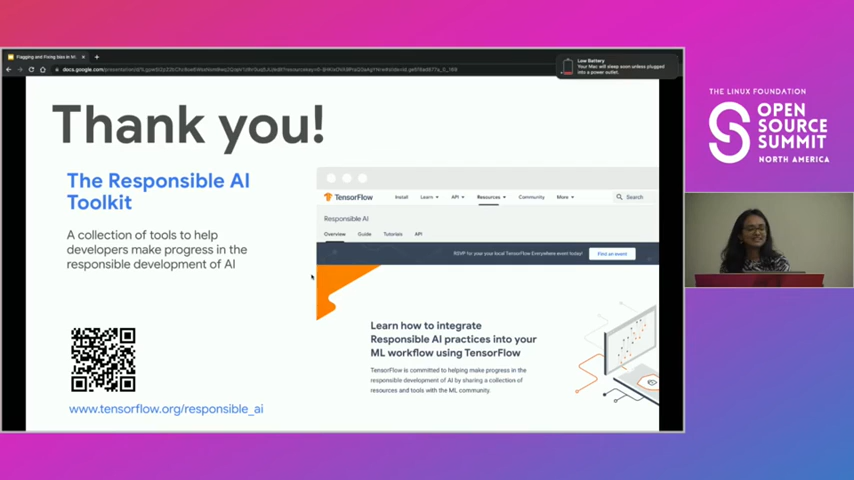 Flagging and Fixing bias in M
Low Battery
Your Mac will sleep soon unless plugged
into a power outlet.
THE LINUX FOUNDATION
OPEN
SOURCE
SUMMIT
NORTH AMERICA
Thank you!
The Responsible AI
Toolkit
A collection of tools to help
developers make progress in the
responsible development of AI
www.tensorflow.org/responsible_ai
TensorFlow Install Learn API Resources Community More Search
Responsible AI
Overview Guide Tutorials API
RSVP for your your local TensorFlow Everywhere event today! Find an event
Learn how to integrate
Responsible AI practices into your
ML workflow using TensorFlow
TensorFlow is committed to helping make progress in the
responsible development of AI by sharing a collection of
resources and tools with the ML community.